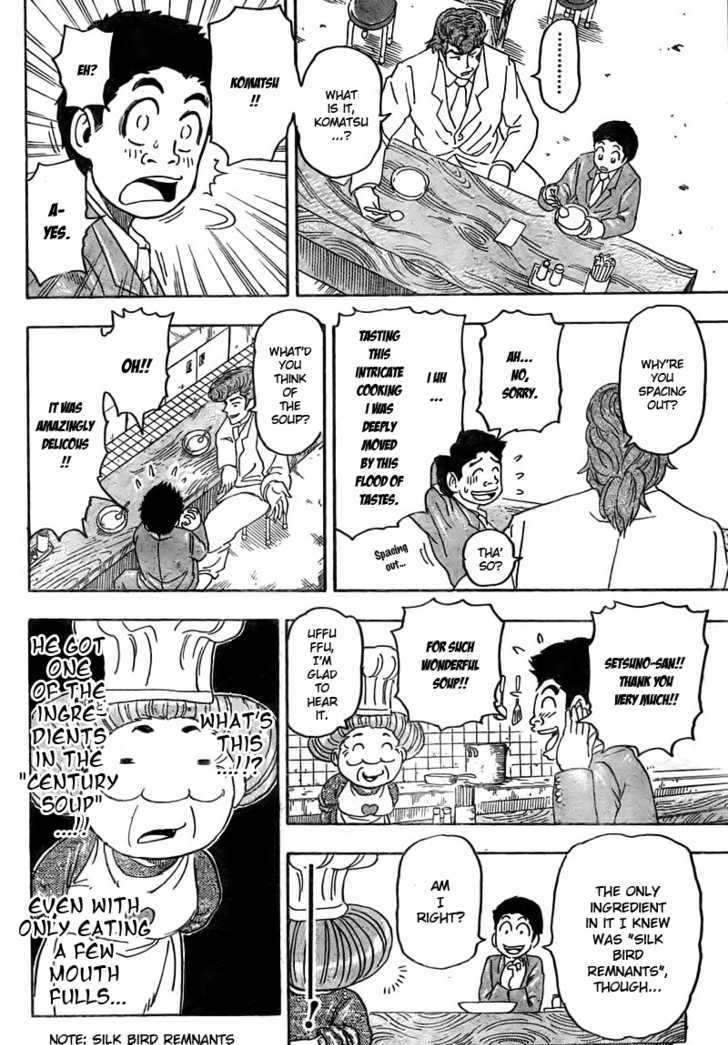 KOMATSU
!!
EH?
A-
YES.
..........
WHAT
IS IT,
KOMATSU
...?
WHAT'D
YOU
THINK
OF
THE
SOUP?
OH!!
IT WAS
AMAZINGLY
DELICOUS
!!
WHY'RE
YOU
SPACING
OUT?
AH...
NO,
SORRY.
I UH
...
TASTING
THIS
INTRICATE
COOKING
I WAS
DEEPLY
MOVED
BY THIS
FLOOD OF
TASTES.
Spacing
out...
THA'
SO?
SETSUNO-SAN!!
THANK YOU
VERY MUCH!!
FOR SUCH
WONDERFUL
SOUP!!
UFFU
FFU,
I'M
GLAD
TO
HEAR
IT.
THE ONLY
INGREDIENT
IN IT I KNEW
WAS "SILK
BIRD
REMNANTS",
THOUGH...
AM
I
RIGHT?
!
WHAT'S
THIS
...!!?
HE GOT
ONE
OF THE
INGRE-
DIENTS
IN THE
"CENTURY
SOUP"
...!!
EVEN WITH
ONLY EATING
A FEW
MOUTH
FULLS...
NOTE: SILK BIRD REMNANTS